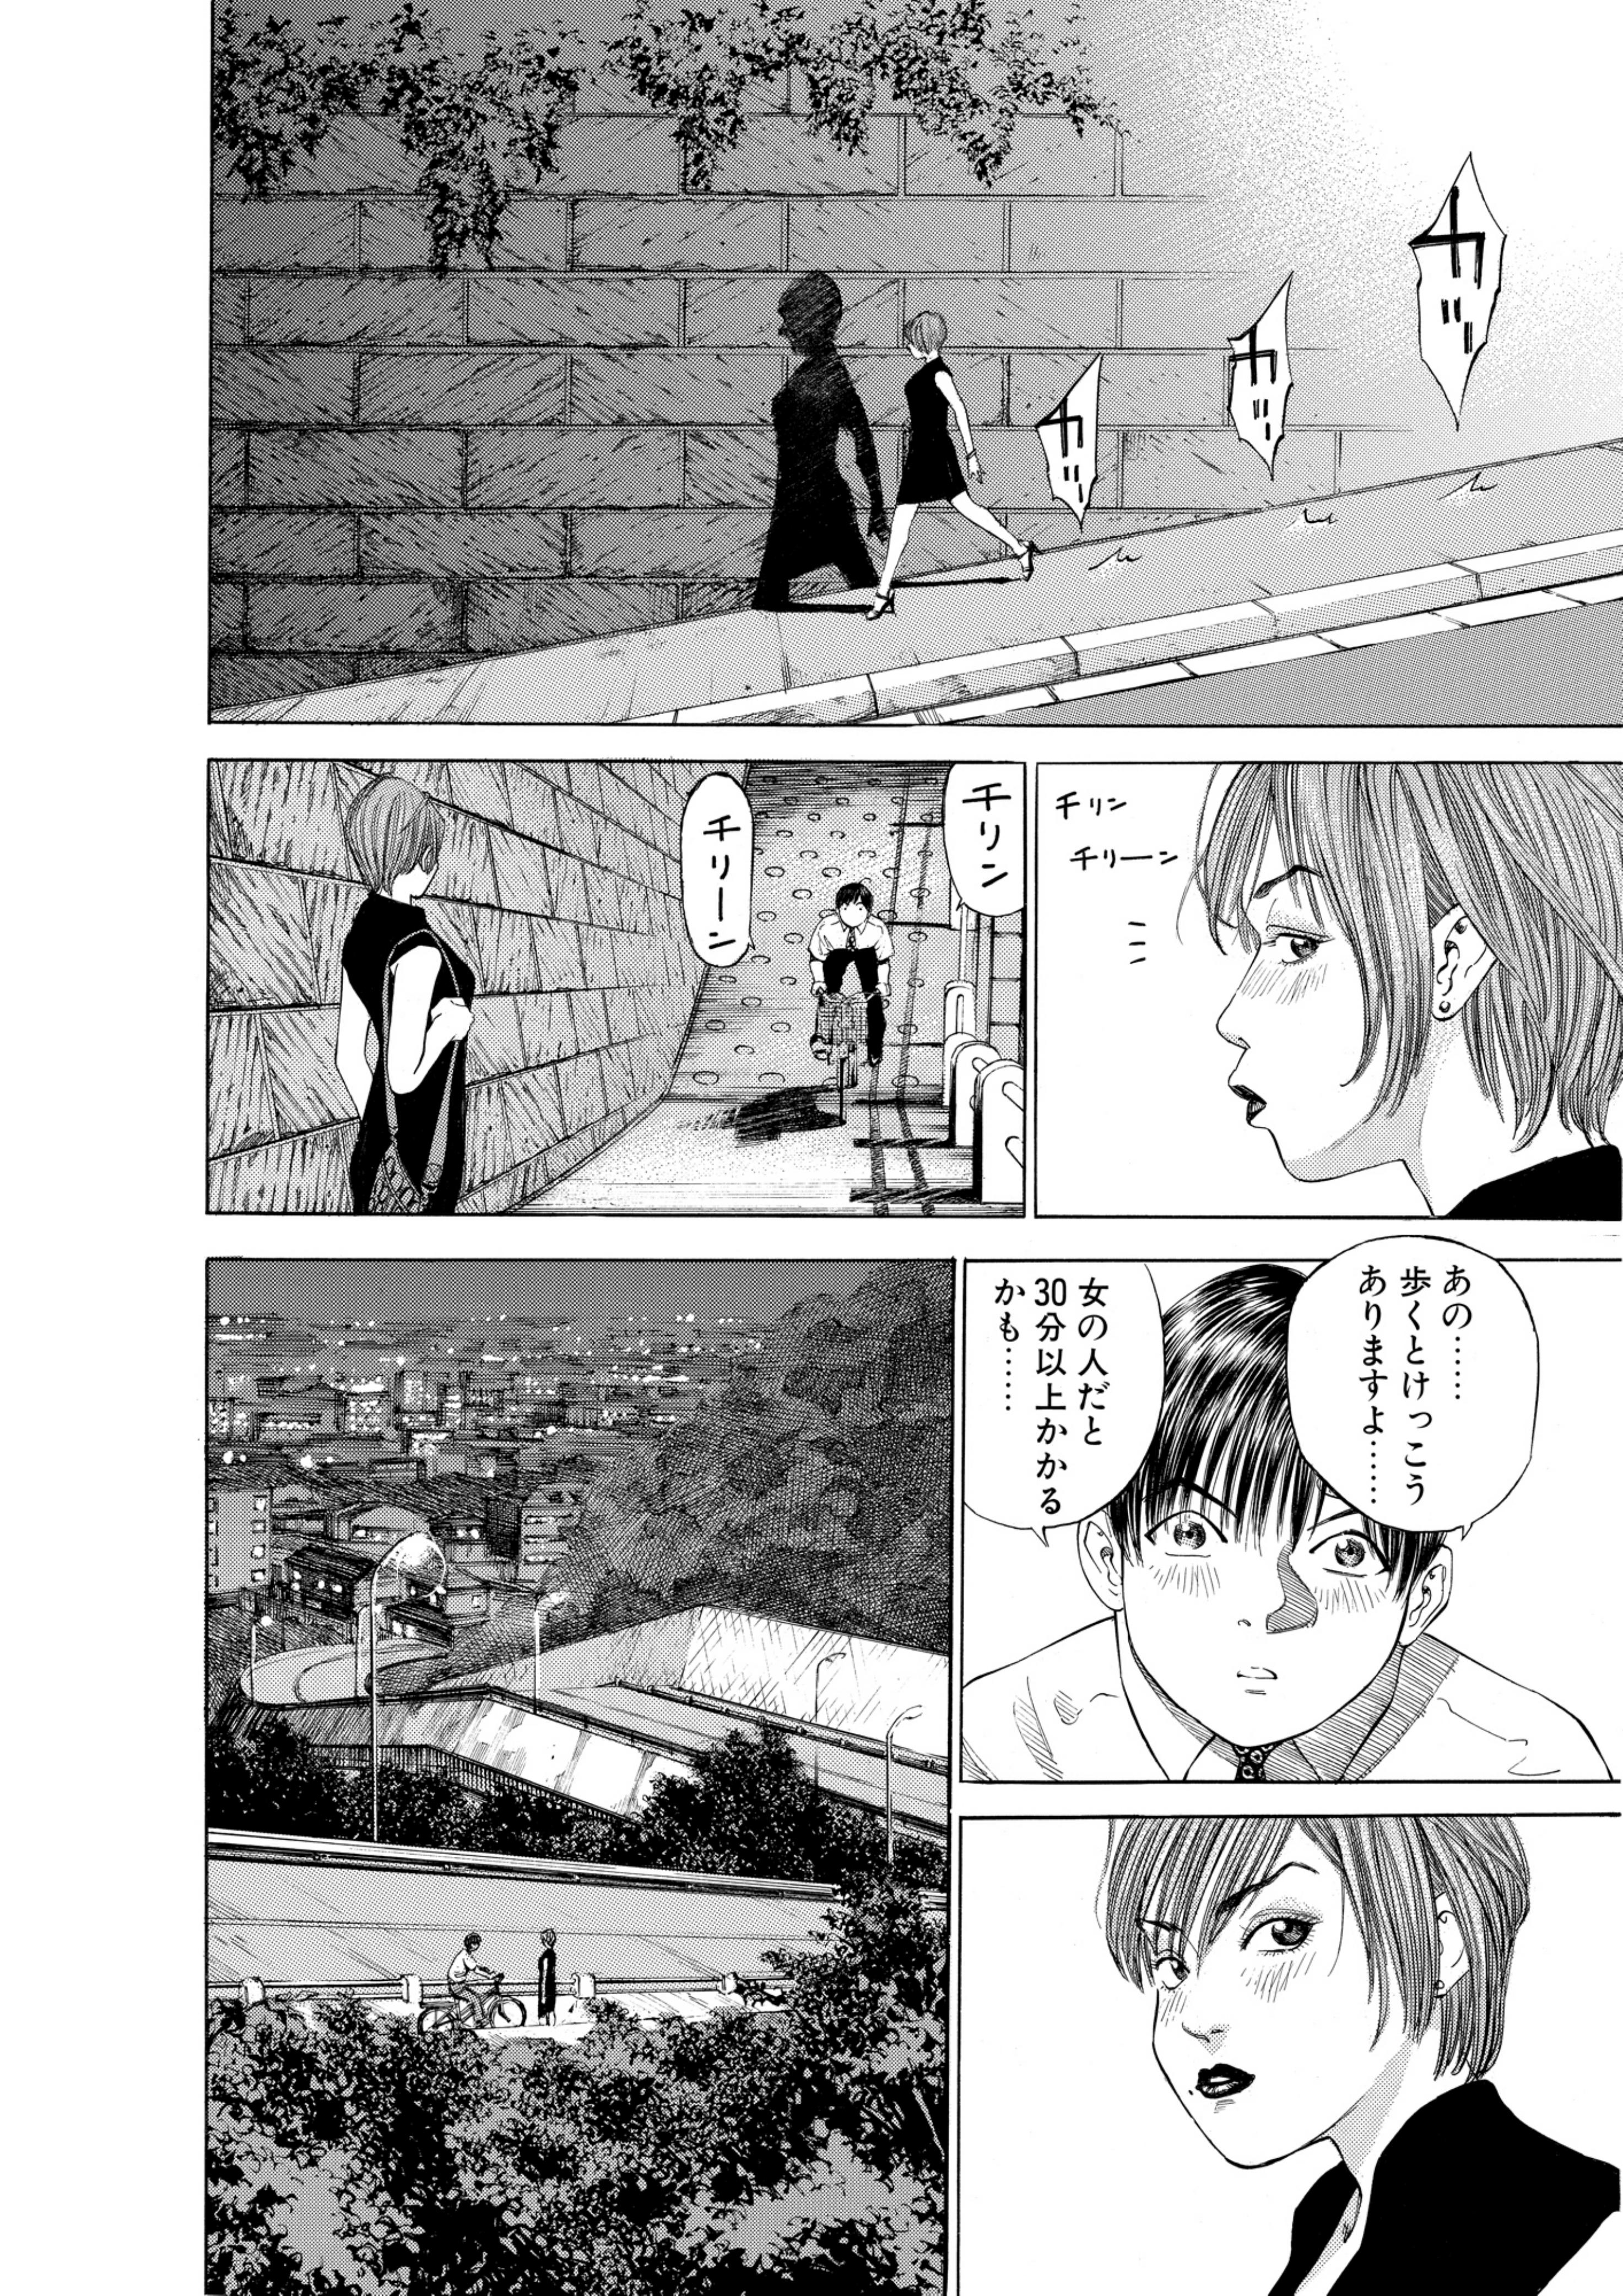 カッ
カッ
カッ
チリン
チリーン
チリン
チリーン
あの……
歩くとけっこう
ありますよ……
女の人だと
30分以上かかる
かも……